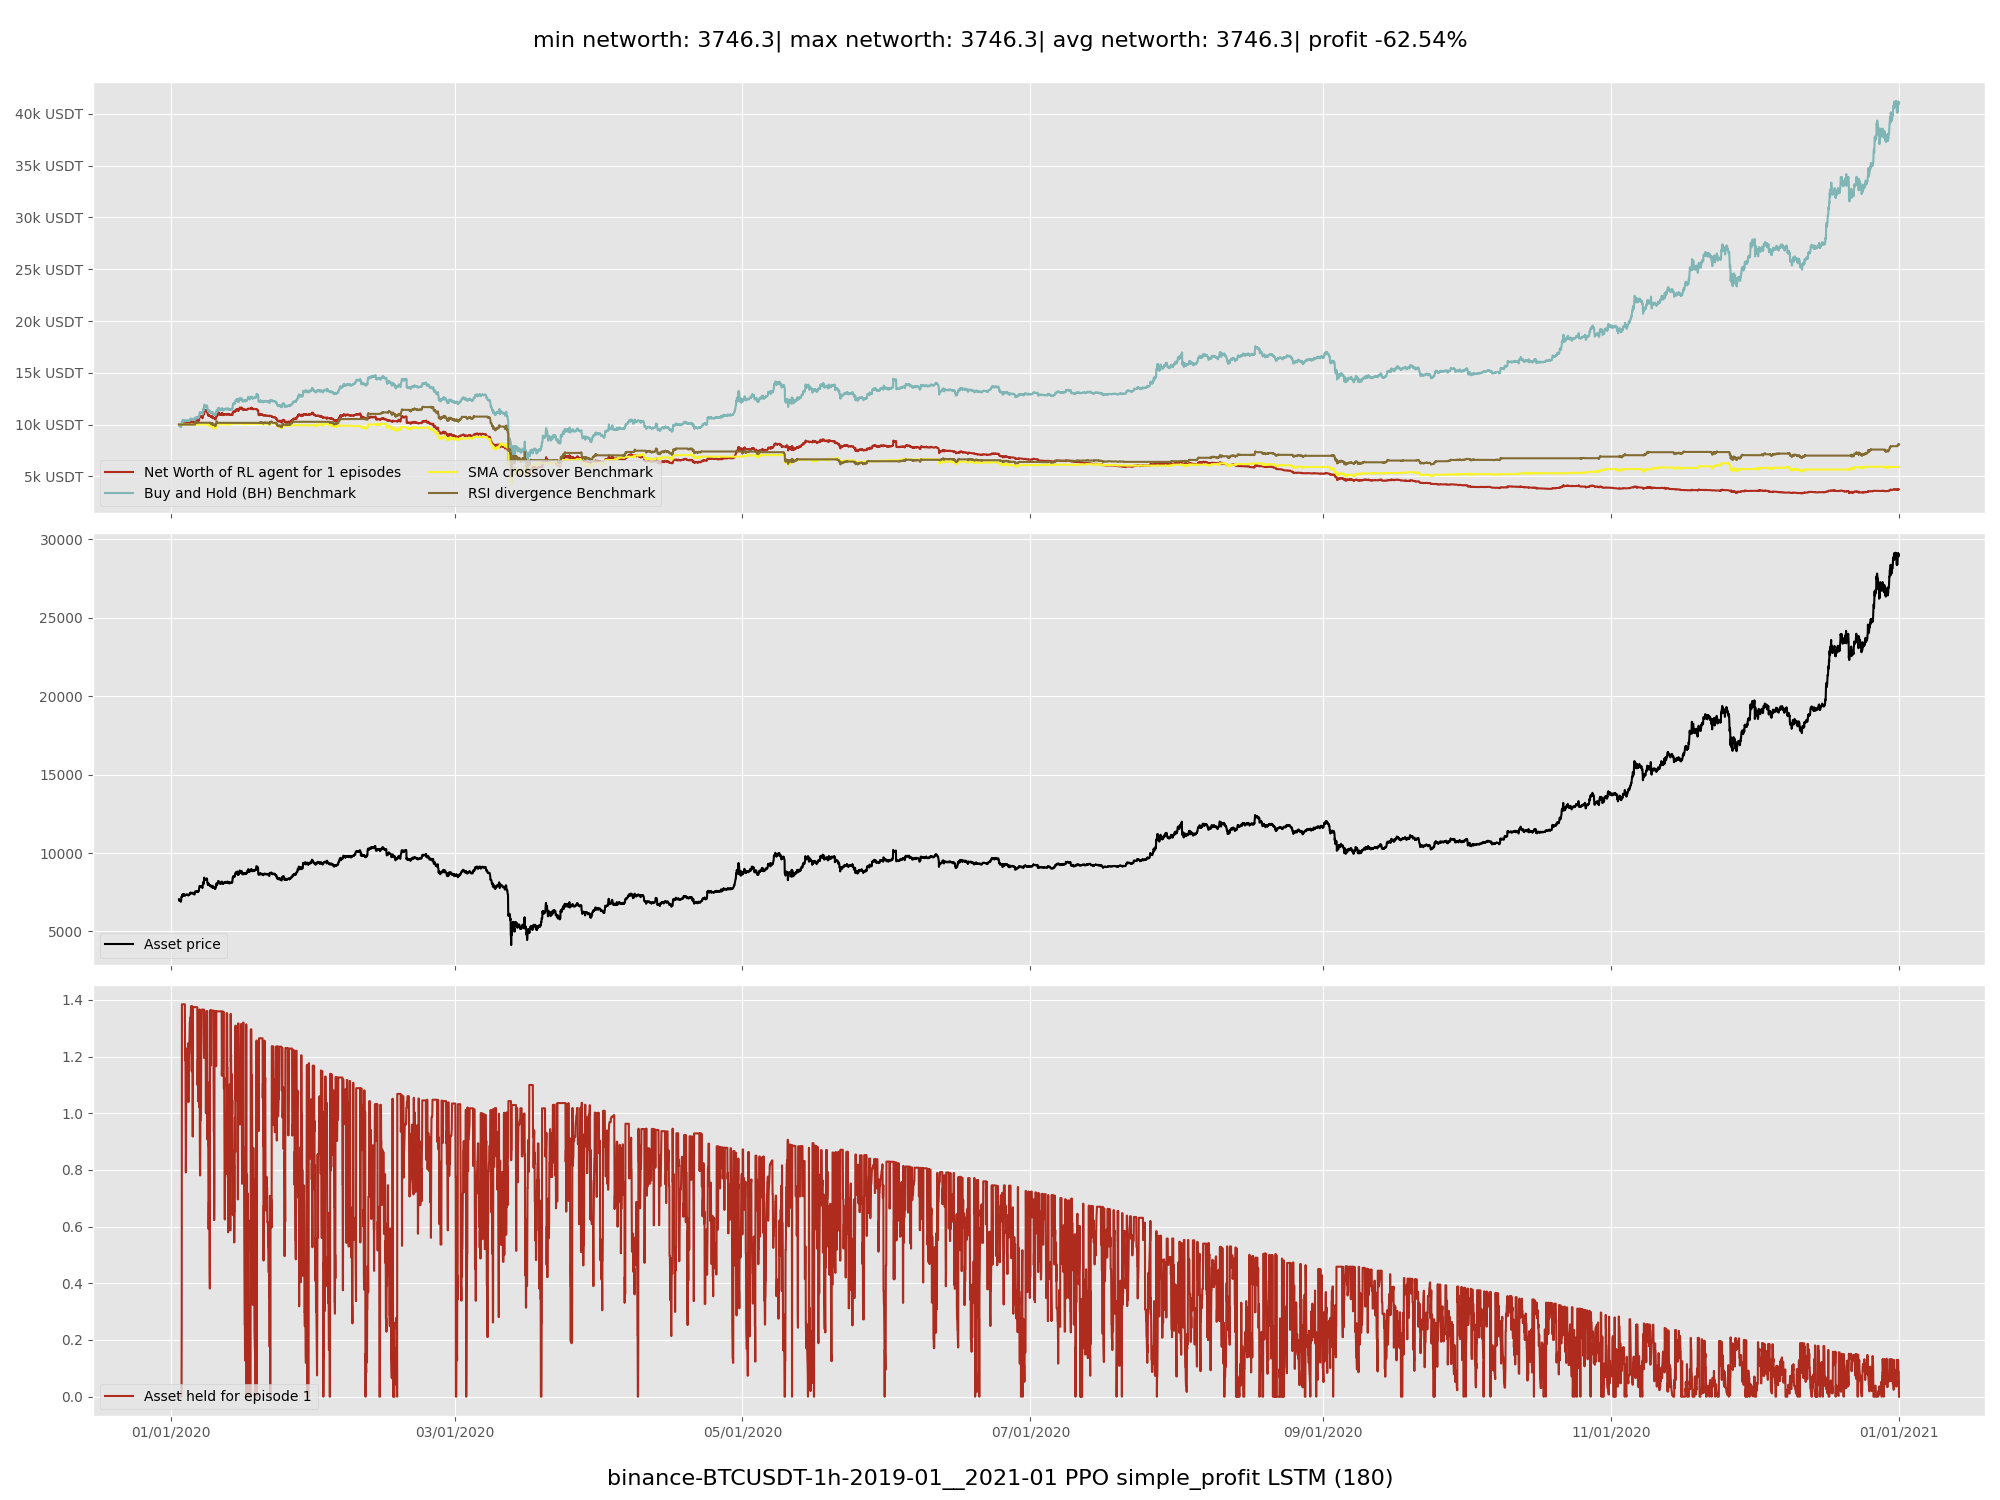 min networth: 3746.3| max networth: 3746.3| avg networth: 3746.3| profit -62.54%
40k USDT
35k USDT
30k USDT
25k USDT
20k USDT
15k USDT
10k USDT
5k USDT
Net Worth of RL agent for 1 episodes
Buy and Hold (BH) Benchmark
SMA crossover Benchmark
RSI divergence Benchmark
30000
25000
20000
15000
10000
5000
Asset price
1.4
1.2
1.0
0.8
0.6
0.4
0.2
0.0
Asset held for episode 1
01/01/2020
03/01/2020
05/01/2020
07/01/2020
09/01/2020
11/01/2020
01/01/2021
binance-BTCUSDT-1h-2019-01__2021-01 PPO simple_profit LSTM (180)